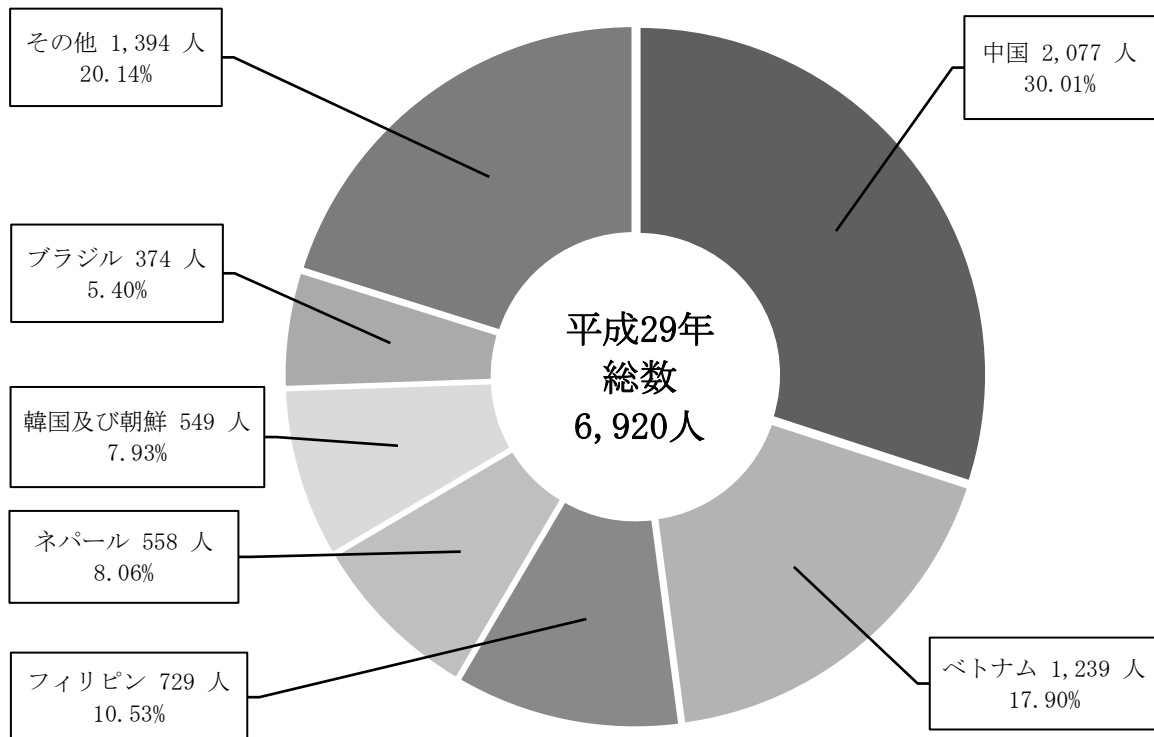 その他 1,394 人
20.14%
中国 2,077 人
30.01%
ブラジル 374 人
5.40%
平成29年
総数
6,920人
韓国及び朝鮮 549 人
7.93%
ネパール 558 人
8.06%
フィリピン 729 人
10.53%
ベトナム 1,239 人
17.90%